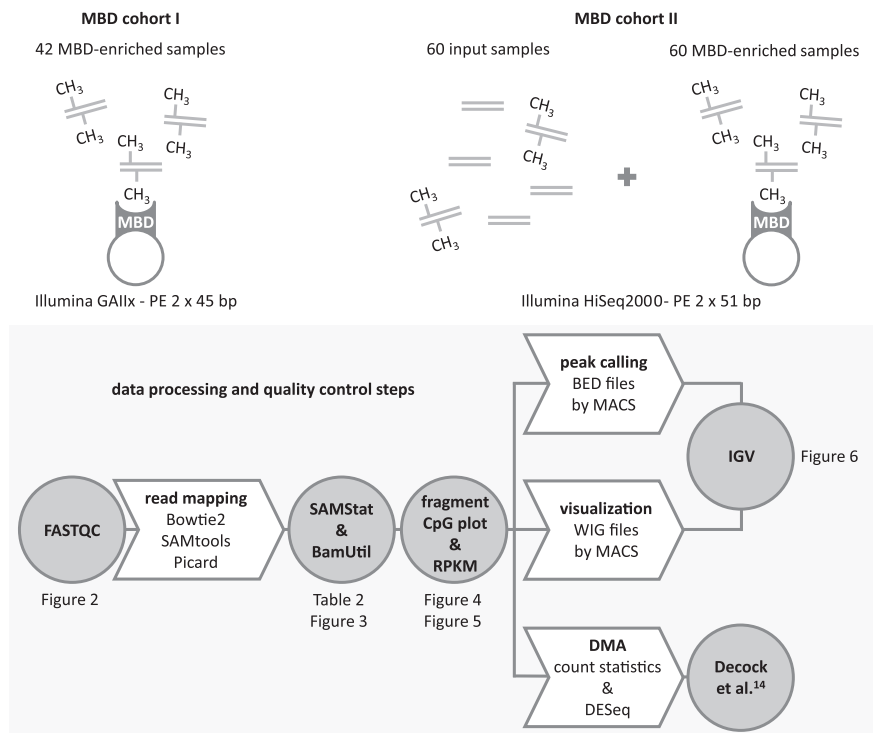 MBD cohort I
42 MBD-enriched samples
CH3
CH3
CH3
CH3
CH3
CH3
MBD
Illumina GAIIx - PE 2 x 45 bp
MBD cohort II
60 input samples
60 MBD-enriched samples
CH3
CH3
CH3
CH3
+
CH3
CH3
CH3
CH3
CH3
CH3
MBD
Illumina HiSeq2000- PE 2 x 51 bp
data processing and quality control steps
FASTQC
Figure 2
read mapping
Bowtie2
SAMtools
Picard
SAMStat
&
BamUtil
Table 2
Figure 3
fragment
CpG plot
&
RPKM
Figure 4
Figure 5
peak calling
BED files
by MACS
visualization
WIG files
by MACS
IGV
Figure 6
DMA
count statistics
&
DESeq
Decock
et al.14